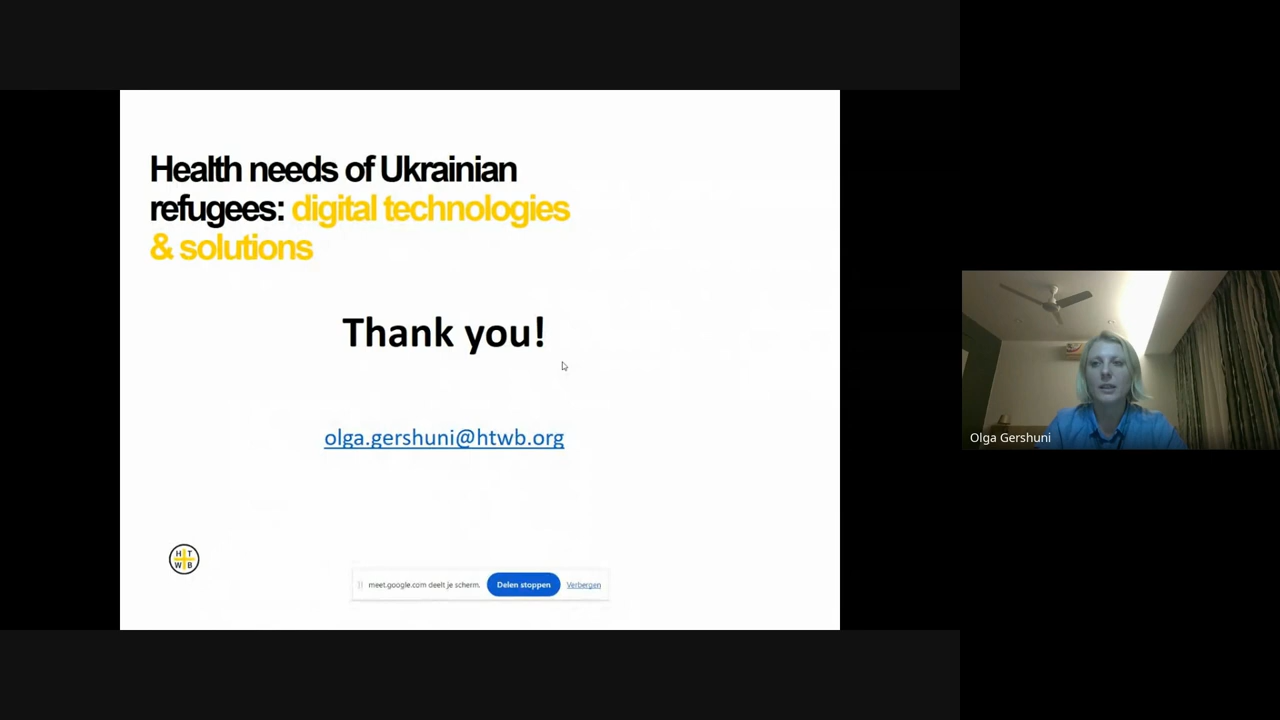 Health needs of Ukrainian
refugees: digital technologies
& solutions
Thank you!
olga.gershuni@htwb.org
H T
W B
meet.google.com deelt je scherm.
Delen stoppen
Verbergen
Olga Gershuni